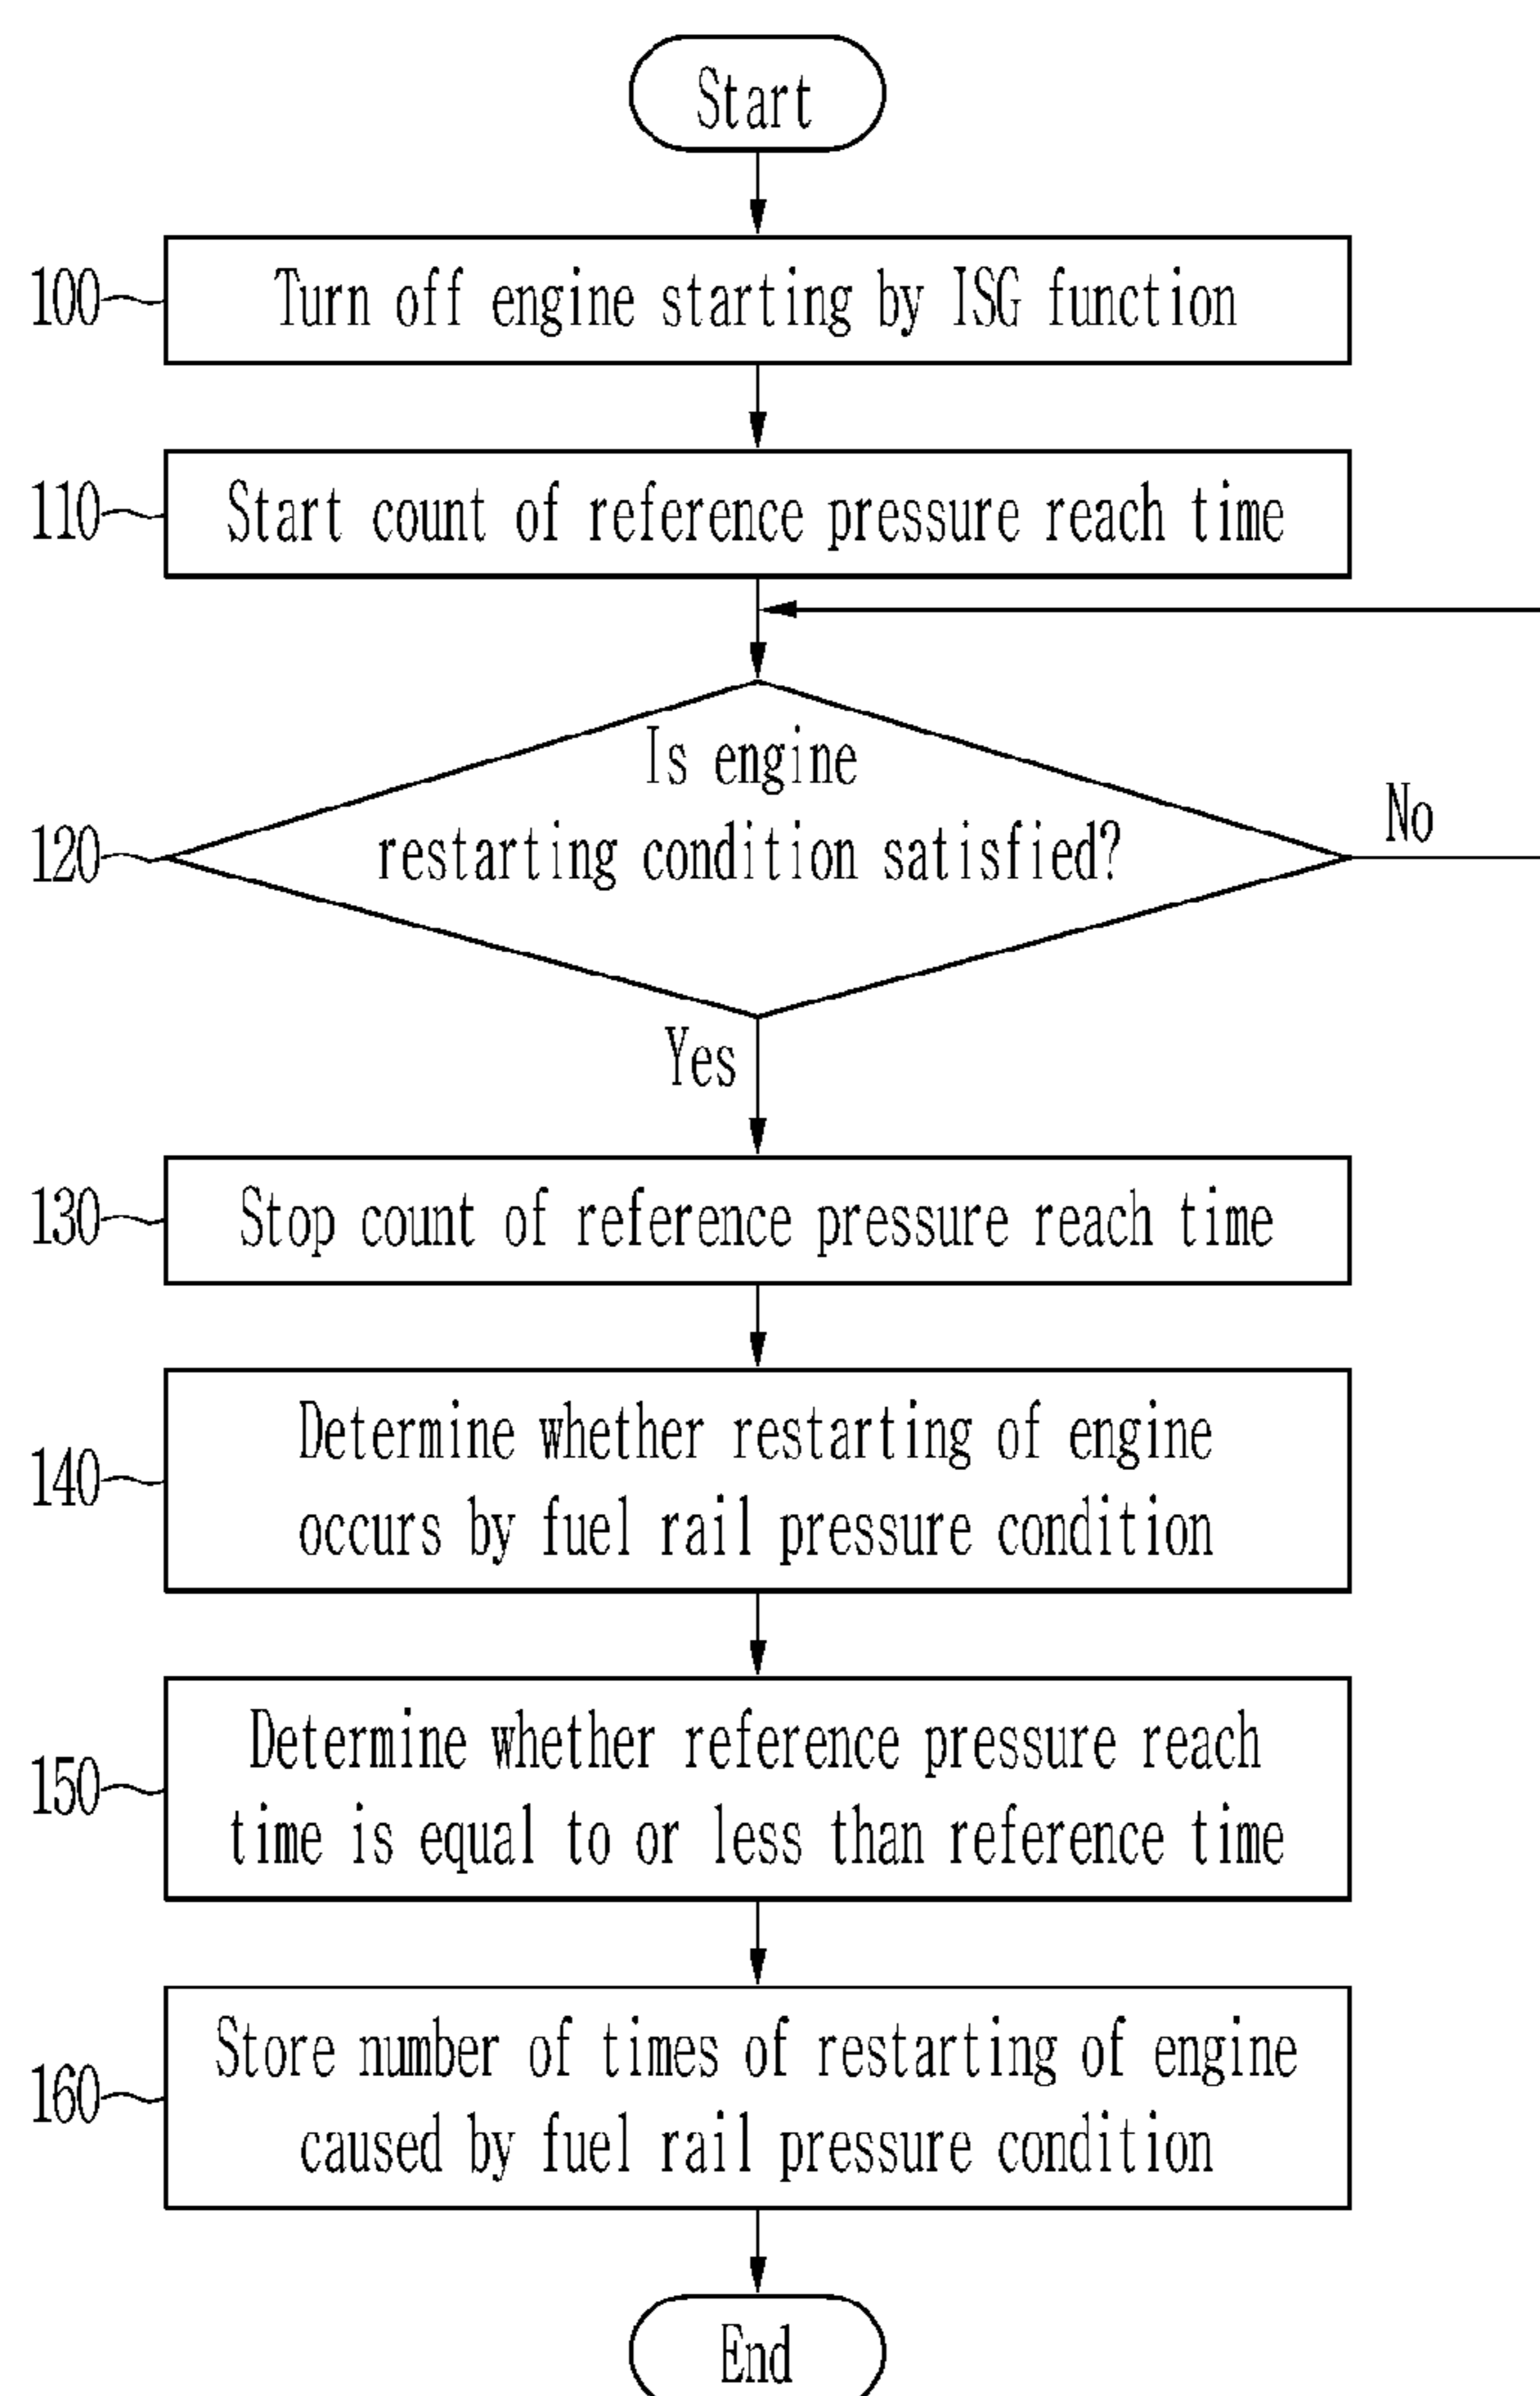 Start
100
Turn off engine starting by ISG function
110
Start count of reference pressure reach time
Is engine
120
restarting condition satisfied?
No
Yes
130
Stop count of reference pressure reach time
140
Determine whether restarting of engine
occurs by fuel rail pressure condition
150
Determine whether reference pressure reach
time is equal to or less than reference time
160
Store number of times of restarting of engine
caused by fuel rail pressure condition
End